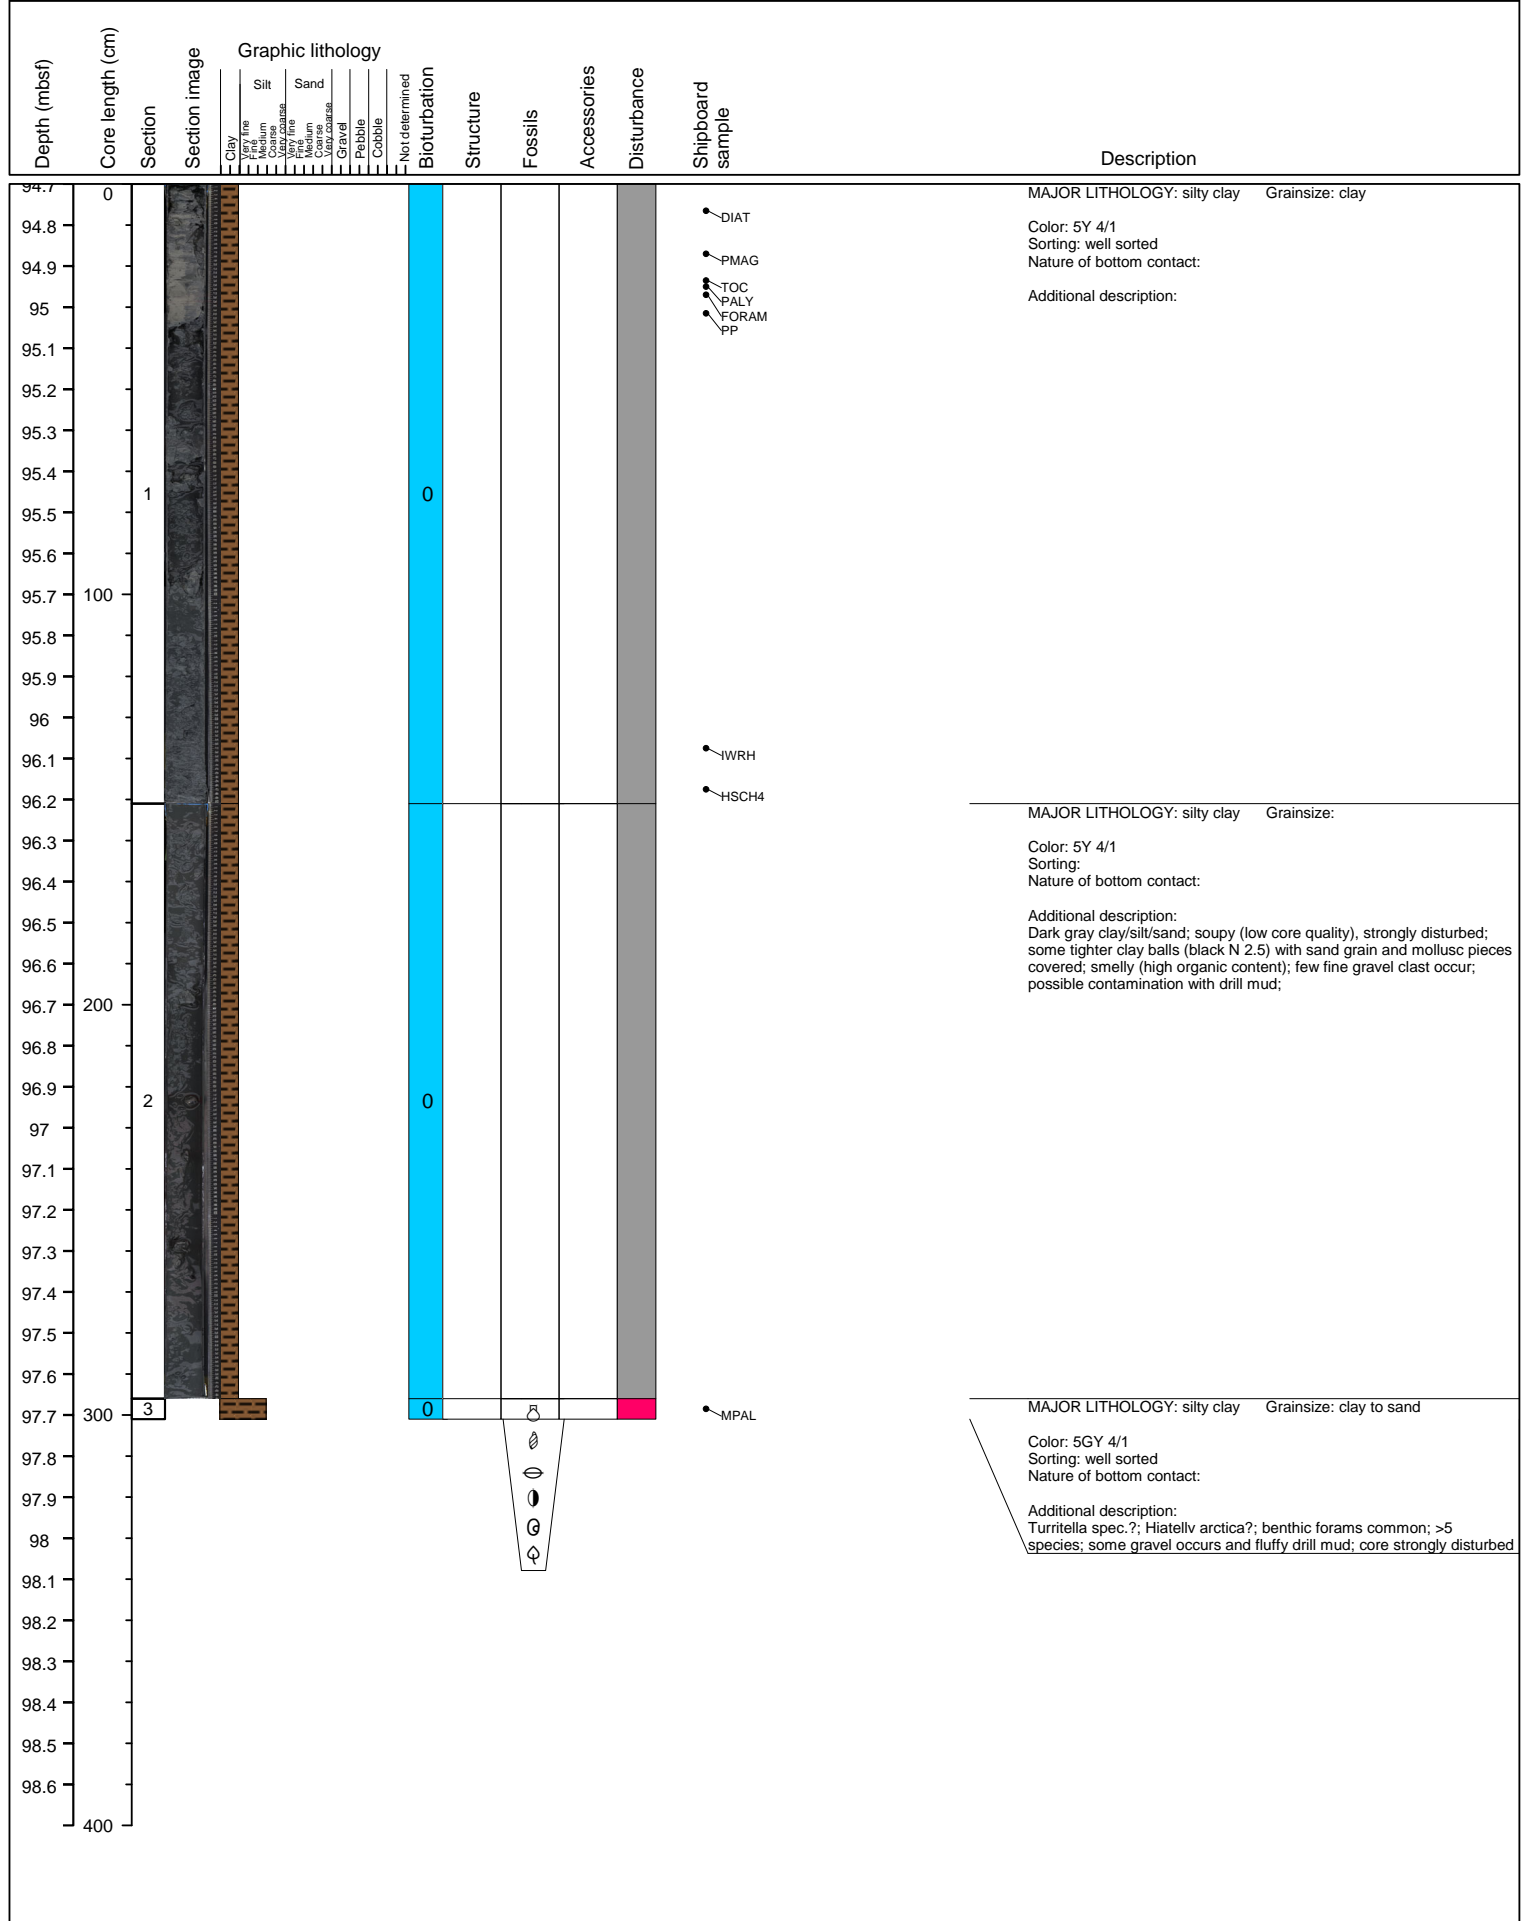 Depth (mbsf)
Core length (cm)
Section
Section image
Graphic lithology
Clay
Silt
Very fine
Fine
Medium
Coarse
Very coarse
Sand
Very fine
Fine
Medium
Coarse
Very coarse
Gravel
Pebble
Cobble
Not determined
Bioturbation
Structure
Fossils
Accessories
Disturbance
Shipboard
sample
Description
94.7
94.8
94.9
95
95.1
95.2
95.3
95.4
95.5
95.6
95.7
95.8
95.9
96
96.1
96.2
96.3
96.4
96.5
96.6
96.7
96.8
96.9
97
97.1
97.2
97.3
97.4
97.5
97.6
97.7
97.8
97.9
98
98.1
98.2
98.3
98.4
98.5
98.6
0
100
200
300
400
1
2
3
0
0
0
DIAT
PMAG
TOC
PALY
FORAM
PP
IWRH
HSCH4
MPAL
MAJOR LITHOLOGY: silty clay Grainsize: clay
Color: 5Y 4/1
Sorting: well sorted
Nature of bottom contact:
Additional description:
MAJOR LITHOLOGY: silty clay Grainsize:
Color: 5Y 4/1
Sorting:
Nature of bottom contact:
Additional description:
Dark gray clay/silt/sand; soupy (low core quality), strongly disturbed;
some tighter clay balls (black N 2.5) with sand grain and mollusc pieces
covered; smelly (high organic content); few fine gravel clast occur;
possible contamination with drill mud;
MAJOR LITHOLOGY: silty clay Grainsize: clay to sand
Color: 5GY 4/1
Sorting: well sorted
Nature of bottom contact:
Additional description:
Turritella spec.?; Hiatellv arctica?; benthic forams common; >5
species; some gravel occurs and fluffy drill mud; core strongly disturbed